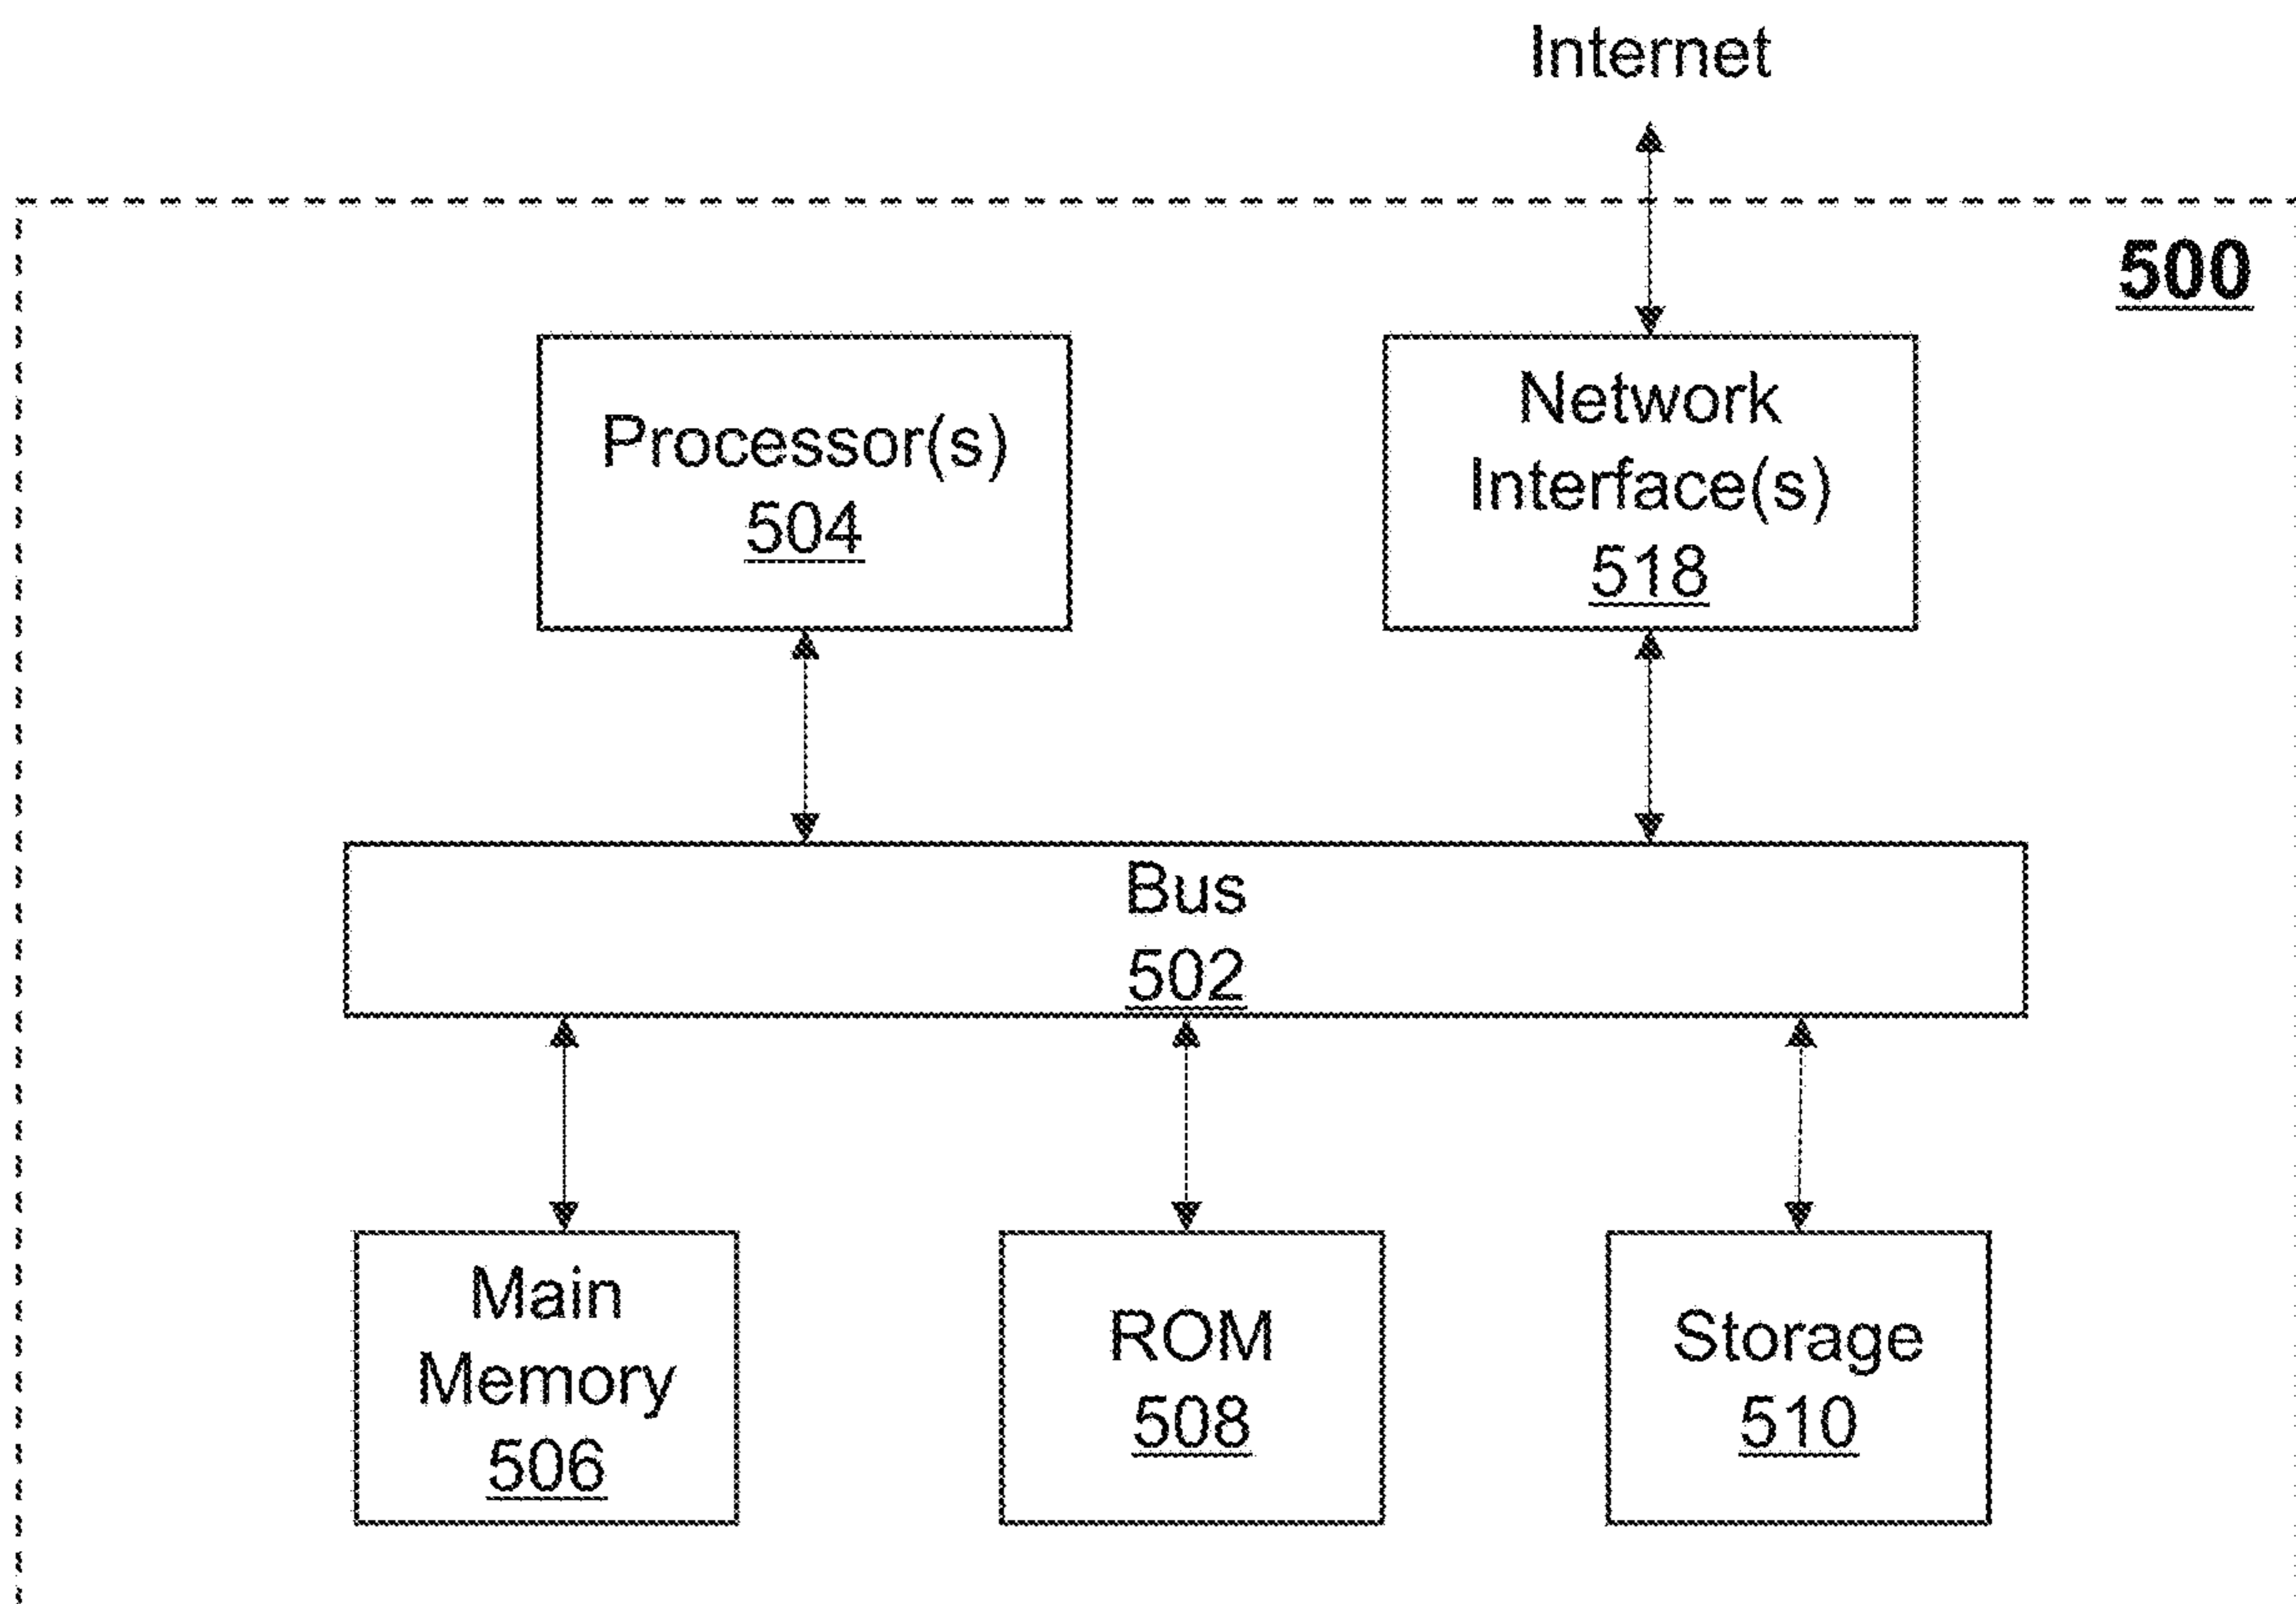 Internet
500
Processor(s)
504
Network
Interface(s)
518
Bus
502
Main
Memory
506
ROM
508
Storage
510